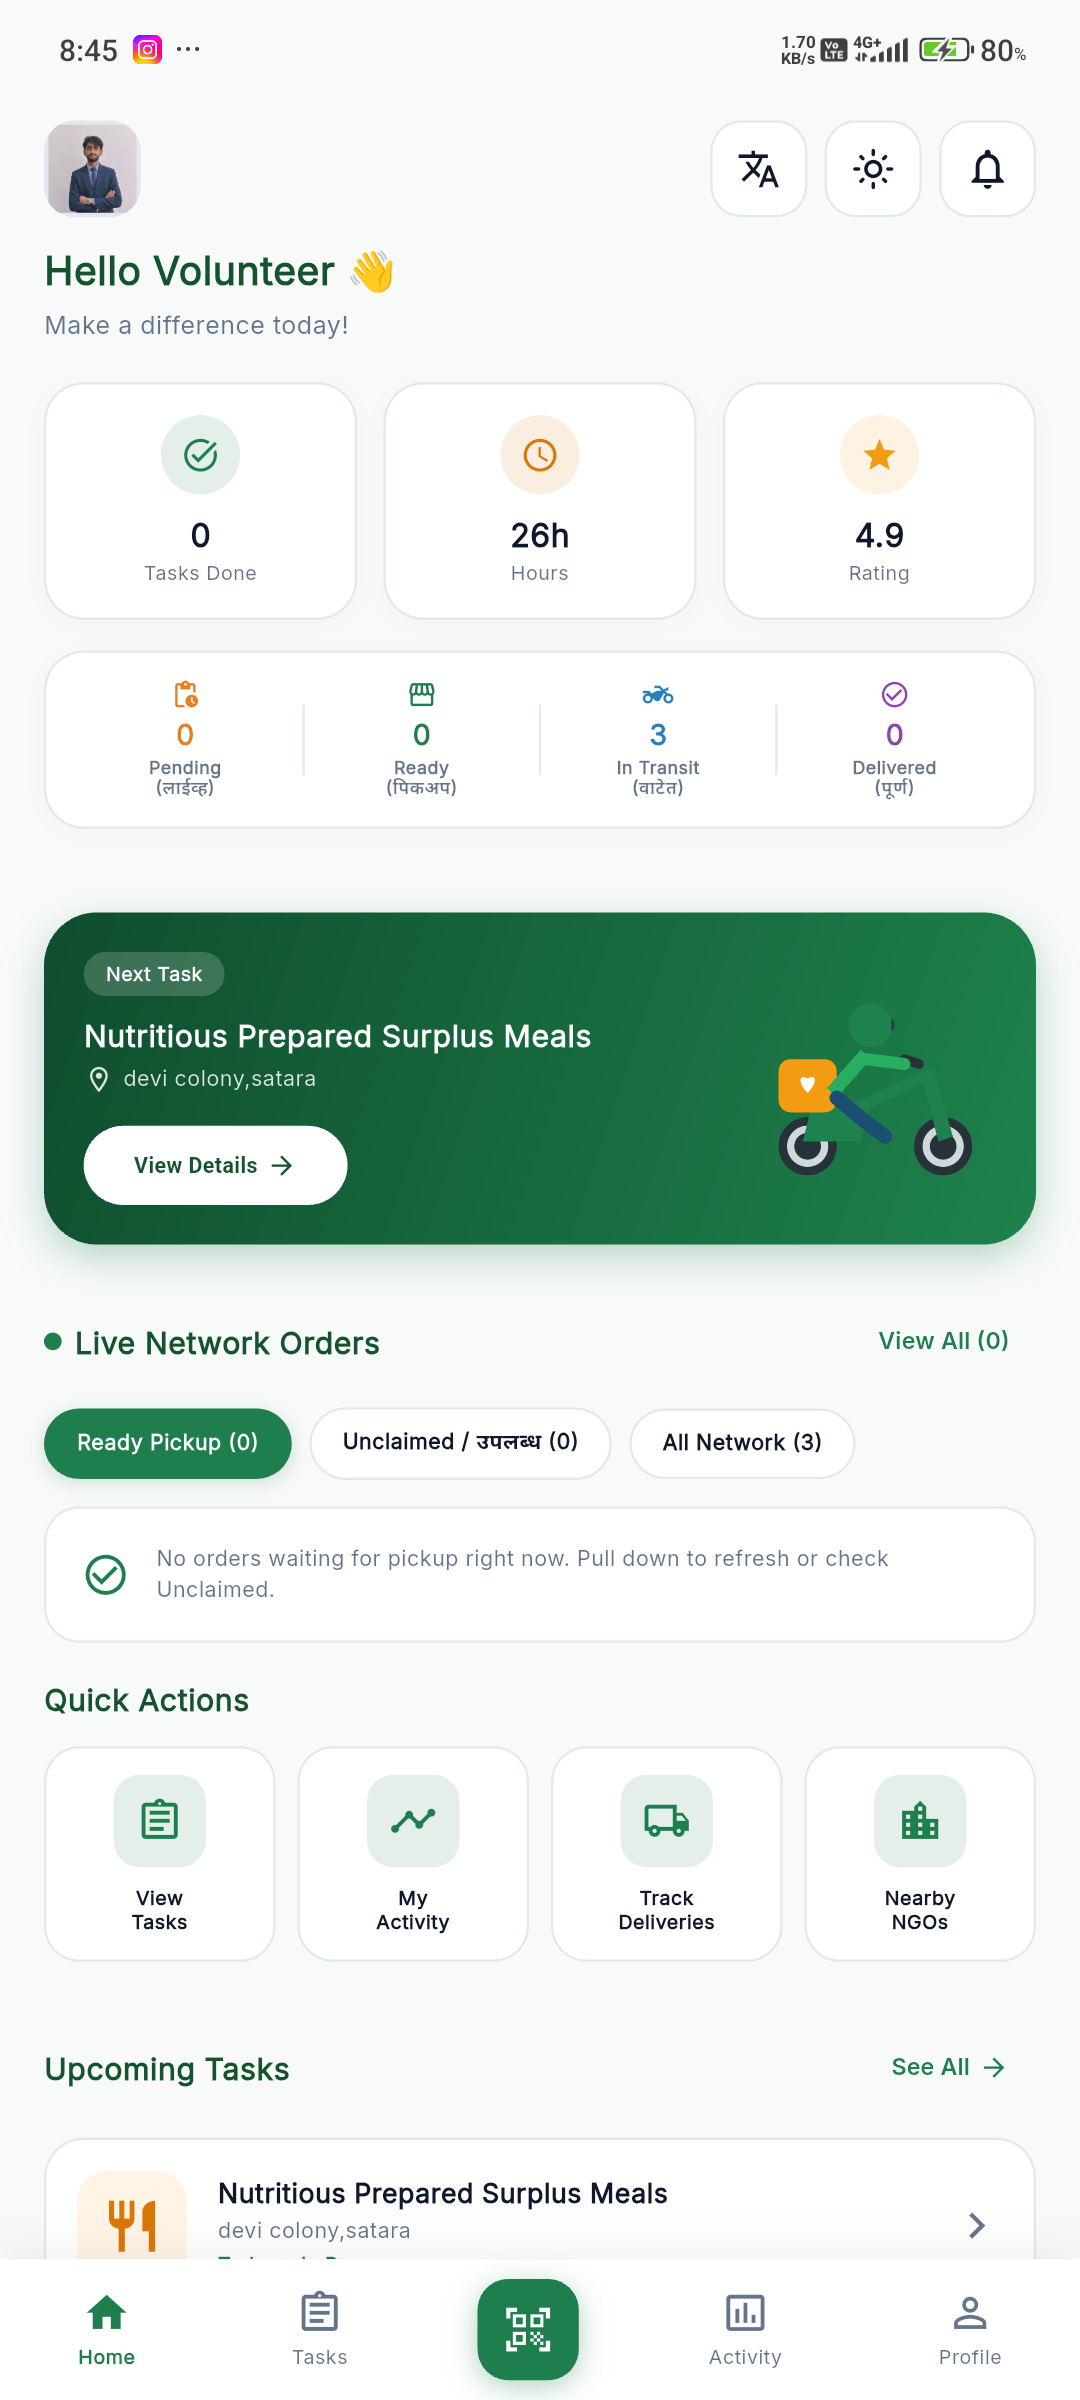 8:45
1.70
KB/s
Vo
LTE
4G+
80%
Hello Volunteer 👋
Make a difference today!
0
Tasks Done
26h
Hours
4.9
Rating
0
Pending
(लाईव्ह)
0
Ready
(पिकअप)
3
In Transit
(वाटेत)
0
Delivered
(पूर्ण)
Next Task
Nutritious Prepared Surplus Meals
devi colony,satara
View Details
Live Network Orders
View All (0)
Ready Pickup (0)
Unclaimed / उपलब्ध (0)
All Network (3)
No orders waiting for pickup right now. Pull down to refresh or check
Unclaimed.
Quick Actions
View
Tasks
My
Activity
Track
Deliveries
Nearby
NGOs
Upcoming Tasks
See All
Nutritious Prepared Surplus Meals
devi colony,satara
Home
Tasks
Activity
Profile